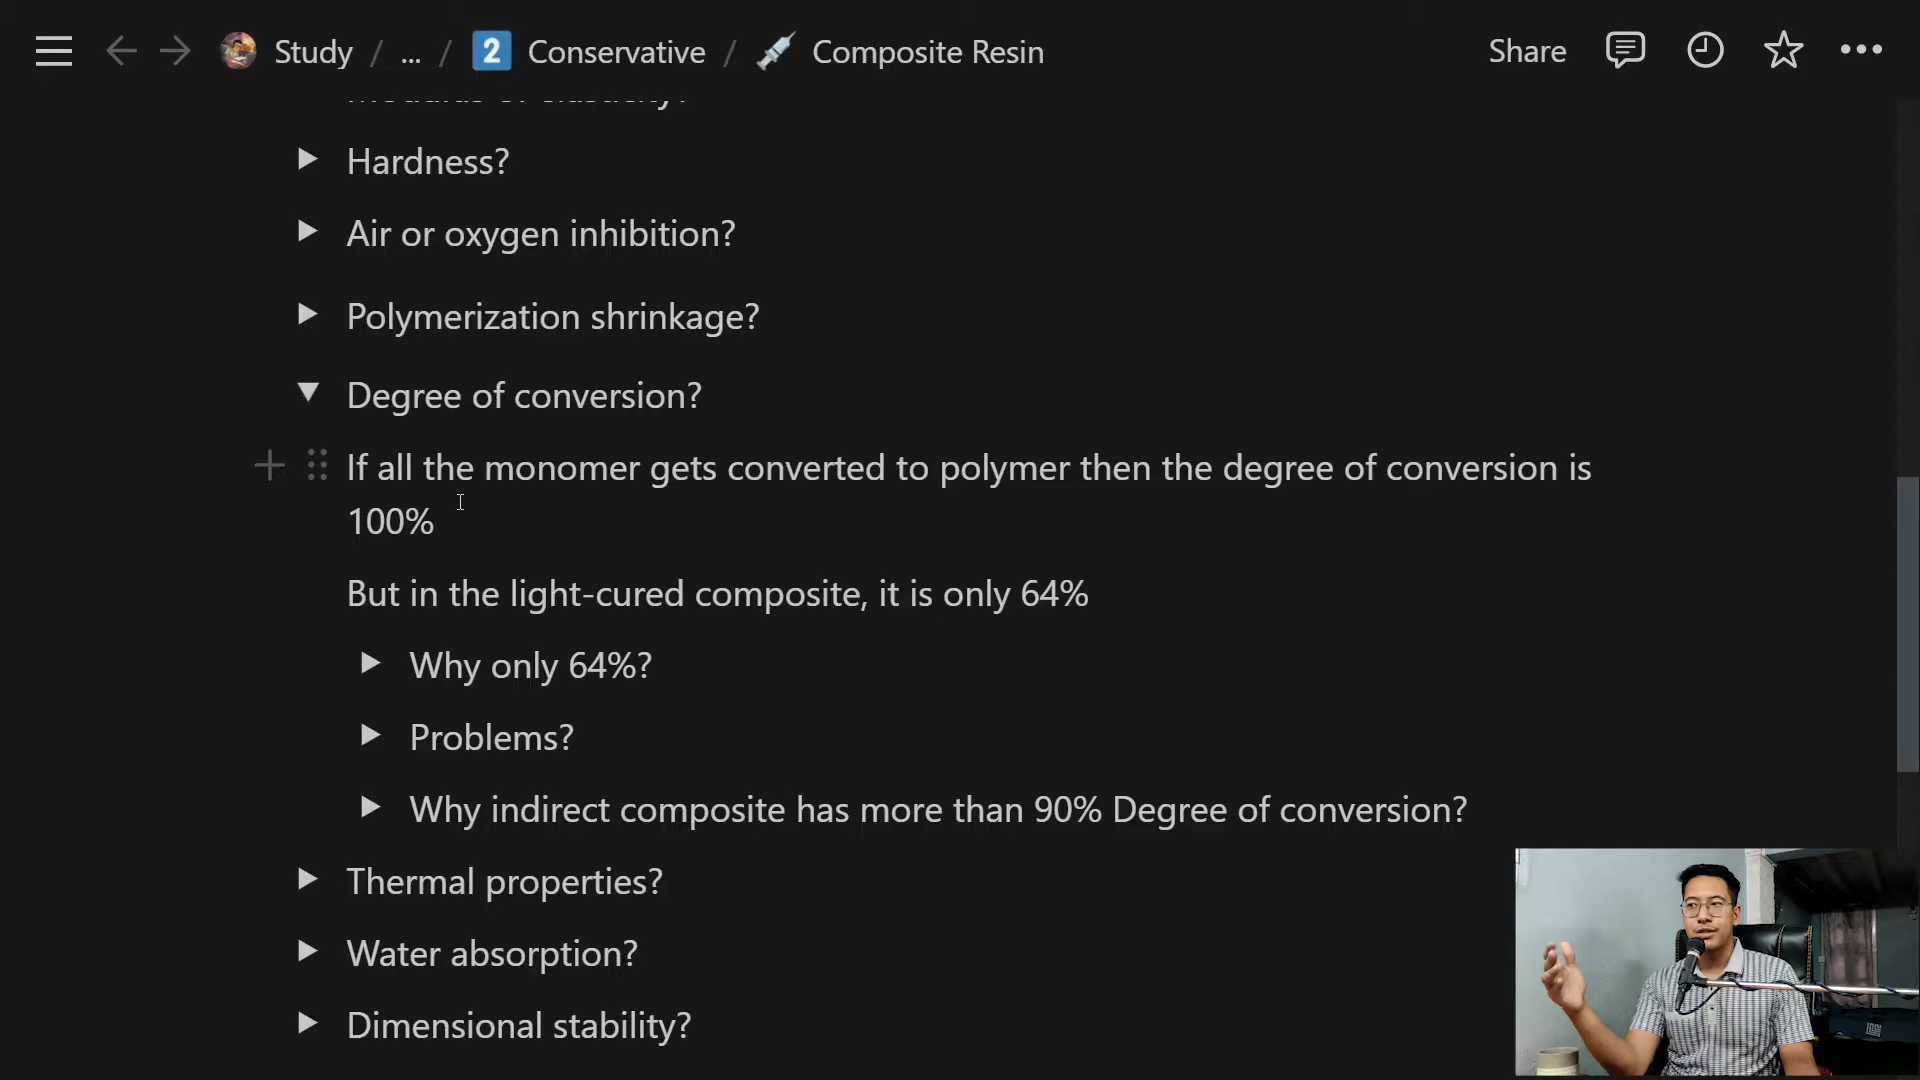 Study / ... / 2 Conservative / Composite Resin
Share
Hardness?
Air or oxygen inhibition?
Polymerization shrinkage?
Degree of conversion?
If all the monomer gets converted to polymer then the degree of conversion is
100%
But in the light-cured composite, it is only 64%
Why only 64%?
Problems?
Why indirect composite has more than 90% Degree of conversion?
Thermal properties?
Water absorption?
Dimensional stability?